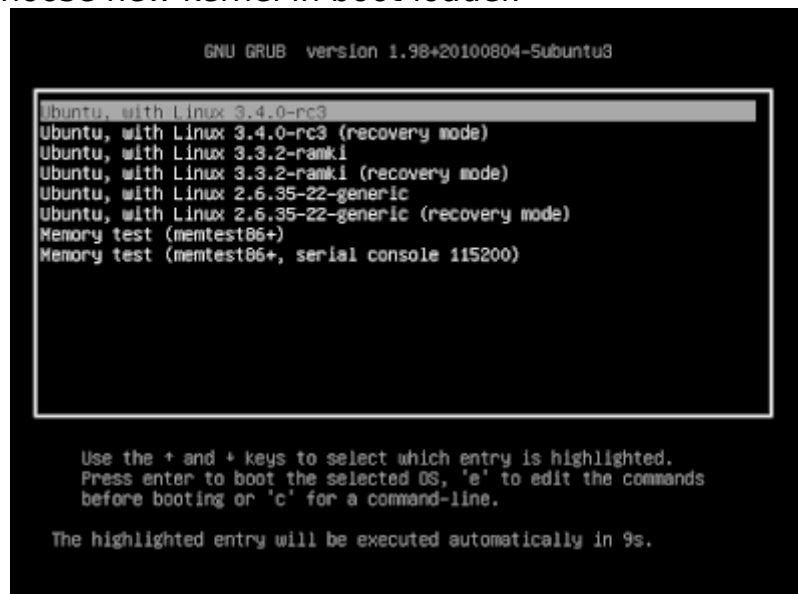 choose new kernel in boot loader.
GNU GRUB version 1.98+20100804-5ubuntu3
Ubuntu, with Linux 3.4.0-rc3
Ubuntu, with Linux 3.4.0-rc3 (recovery mode)
Ubuntu, with Linux 3.3.2-ramki
Ubuntu, with Linux 3.3.2-ramki (recovery mode)
Ubuntu, with Linux 2.6.35-22-generic
Ubuntu, with Linux 2.6.35-22-generic (recovery mode)
Memory test (memtest86+)
Memory test (memtest86+, serial console 115200)
Use the ↑ and ↓ keys to select which entry is highlighted.
Press enter to boot the selected OS, 'e' to edit the commands
before booting or 'c' for a command-line.
The highlighted entry will be executed automatically in 9s.